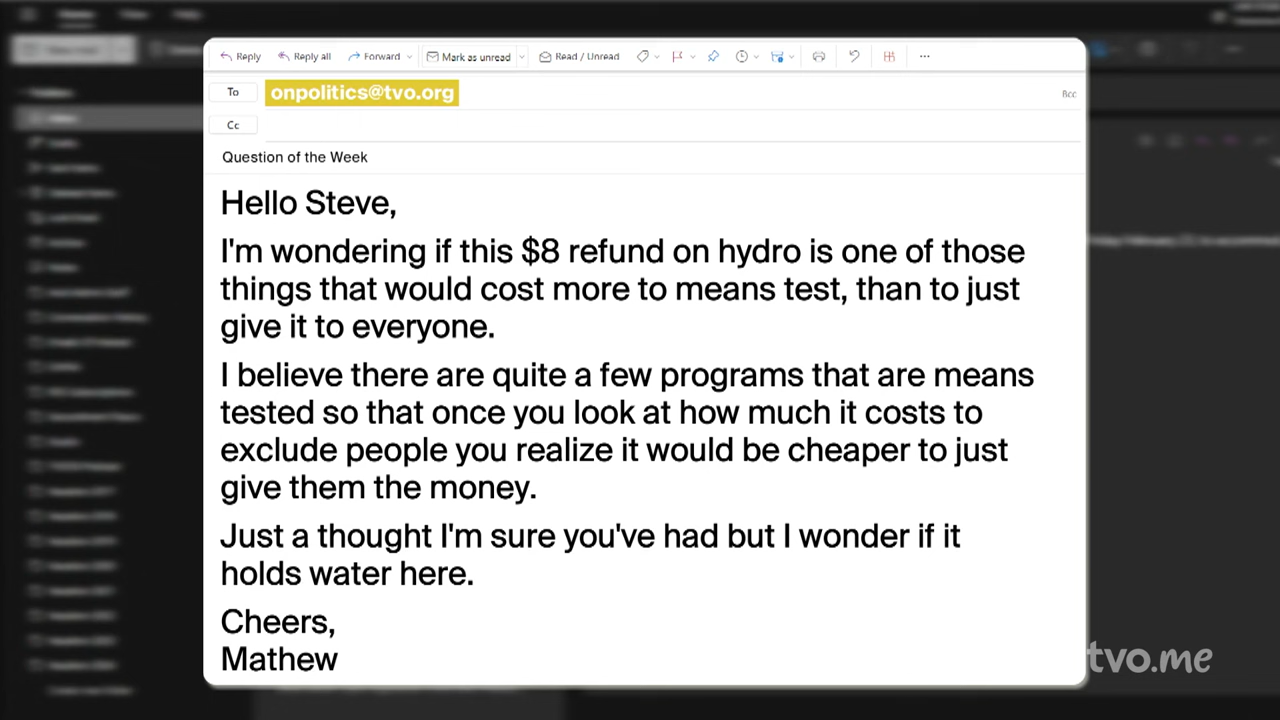 Reply Reply all Forward Mark as unread Read / Unread
To onpolitics@tvo.org Bcc
Cc
Question of the Week
Hello Steve,
I'm wondering if this $8 refund on hydro is one of those
things that would cost more to means test, than to just
give it to everyone.
I believe there are quite a few programs that are means
tested so that once you look at how much it costs to
exclude people you realize it would be cheaper to just
give them the money.
Just a thought I'm sure you've had but I wonder if it
holds water here.
Cheers,
Mathew
tvo.me